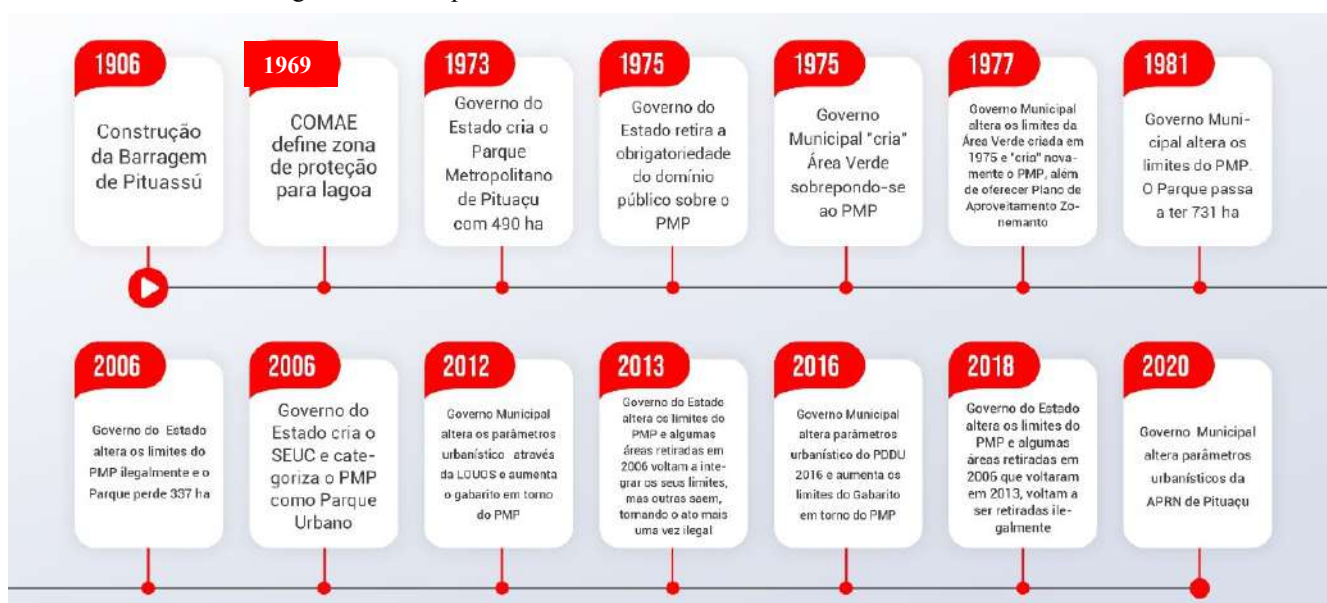 1906
Construção
da Barragem
de Pituassú
1969
COMAE
define zona
de proteção
para lagoa
1973
Governo do
Estado cria o
Parque
Metropolitano
de Pituaçu
com 490 ha
1975
Governo do
Estado retira a
obrigatoriedade
do domínio
público sobre o
PMP
1975
Governo
Municipal "cria"
Área Verde
sobrepondo-se
ao PMP
1977
Governo Municipal
altera os limites da
Área Verde criada em
1975 e "cria" nova-
mente o PMP, além
de oferecer Plano de
Aproveitamento Zo-
nemanto
1981
Governo Muni-
cipal altera os
limites do PMP.
O Parque passa
a ter 731 ha
2006
Governo do Estado
altera os limites do
PMP ilegalmente e o
Parque perde 337 ha
2006
Governo do
Estado cria o
SEUC e cate-
goriza o PMP
como Parque
Urbano
2012
Governo Municipal
altera os parâmetros
urbanístico através
da LOUOS e aumenta
o gabarito em torno
do PMP
2013
Governo do Estado
altera os limites do
PMP e algumas
áreas retiradas em
2006 voltam a inte-
grar os seus limites,
mas outras saem,
tornando o ato mais
uma vez ilegal
2016
Governo Municipal
altera parâmetros
urbanístico do PDDU
2016 e aumenta os
limites do Gabarito
em torno do PMP
2018
Governo do Estado
altera os limites do
PMP e algumas
áreas retiradas em
2006 que voltaram
em 2013, voltam a
ser retiradas ile-
galmente
2020
Governo Municipal
altera parâmetros
urbanísticos da
APRN de Pituaçu